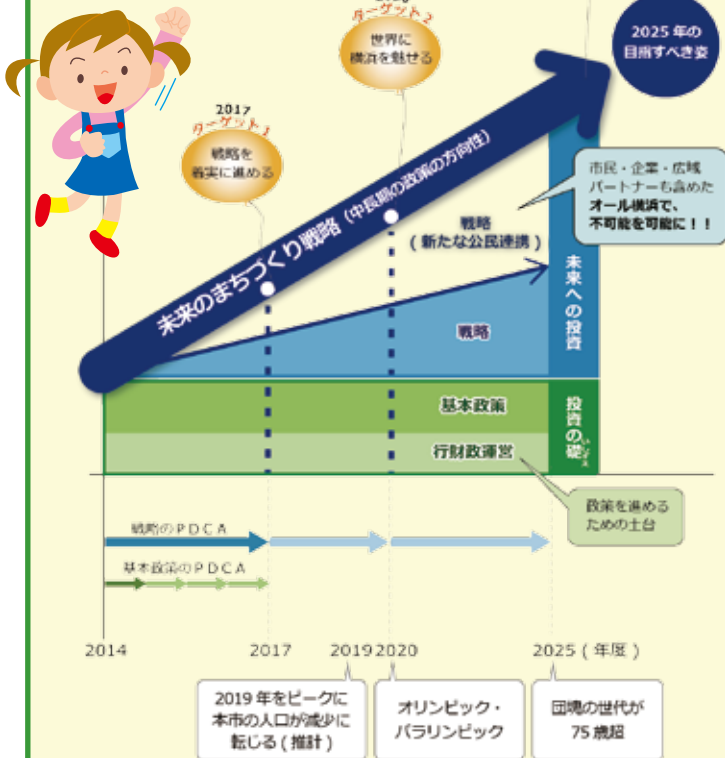 ターゲット2
世界に
横浜を魅せる
2025年の
目指すべき姿
2017
ターゲット1
戦略を
着実に進める
未来のまちづくり戦略(中長期の政策の方向性)
市民・企業・広域
パートナーも含めた
オール横浜で、
不可能を可能に!!
戦略
(新たな公民連携)
戦略
未来への投資
基本政策
行財政運営
投資の礎
いしずえ
政策を進める
ための土台
戦略のPDCA
基本政策のPDCA
2014
2017
2019
2020
2025(年度)
2019年をピークに
本市の人口が減少に
転じる(推計)
オリンピック・
パラリンピック
団塊の世代が
75歳超